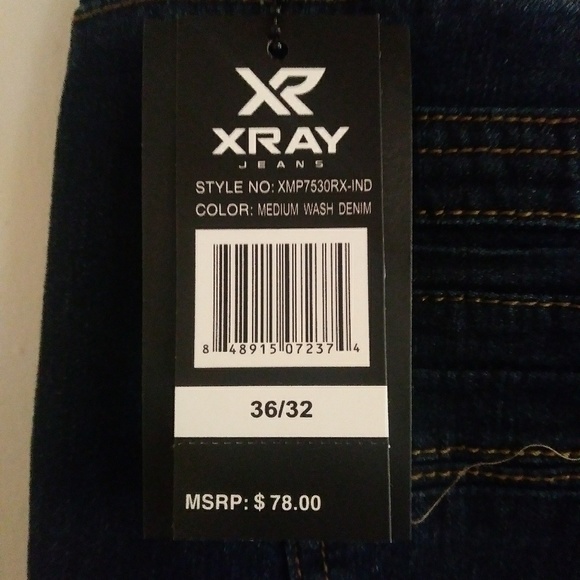 XR
XRAY
JEANS
STYLE NO: XMP7530RX-IND
COLOR: MEDIUM WASH DENIM
8 48915 07237 4
36/32
MSRP: $ 78.00